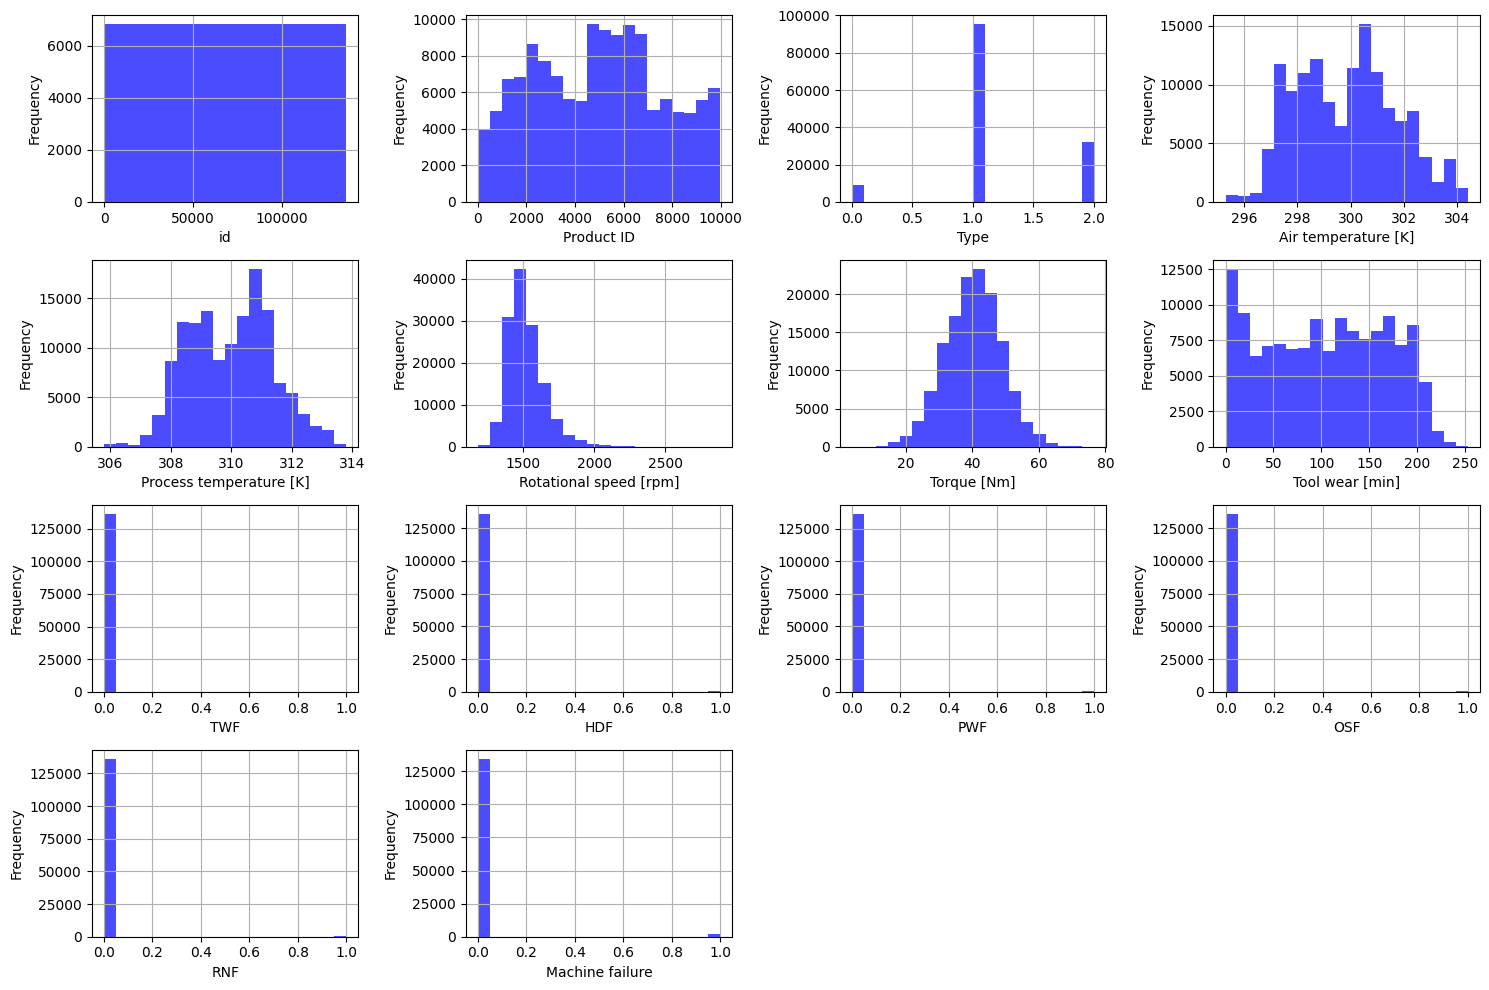 6000
4000
2000
0
Frequency
0 50000 100000
id
10000
8000
6000
4000
2000
0
Frequency
0 2000 4000 6000 8000 10000
Product ID
100000
80000
60000
40000
20000
0
Frequency
0.0 0.5 1.0 1.5 2.0
Type
15000
10000
5000
0
Frequency
296 298 300 302 304
Air temperature [K]
15000
10000
5000
0
Frequency
306 308 310 312 314
Process temperature [K]
40000
30000
20000
10000
0
Frequency
1500 2000 2500
Rotational speed [rpm]
20000
15000
10000
5000
0
Frequency
20 40 60 80
Torque [Nm]
12500
10000
7500
5000
2500
0
Frequency
0 50 100 150 200 250
Tool wear [min]
125000
100000
75000
50000
25000
0
Frequency
0.0 0.2 0.4 0.6 0.8 1.0
TWF
125000
100000
75000
50000
25000
0
Frequency
0.0 0.2 0.4 0.6 0.8 1.0
HDF
125000
100000
75000
50000
25000
0
Frequency
0.0 0.2 0.4 0.6 0.8 1.0
PWF
125000
100000
75000
50000
25000
0
Frequency
0.0 0.2 0.4 0.6 0.8 1.0
OSF
125000
100000
75000
50000
25000
0
Frequency
0.0 0.2 0.4 0.6 0.8 1.0
RNF
125000
100000
75000
50000
25000
0
Frequency
0.0 0.2 0.4 0.6 0.8 1.0
Machine failure